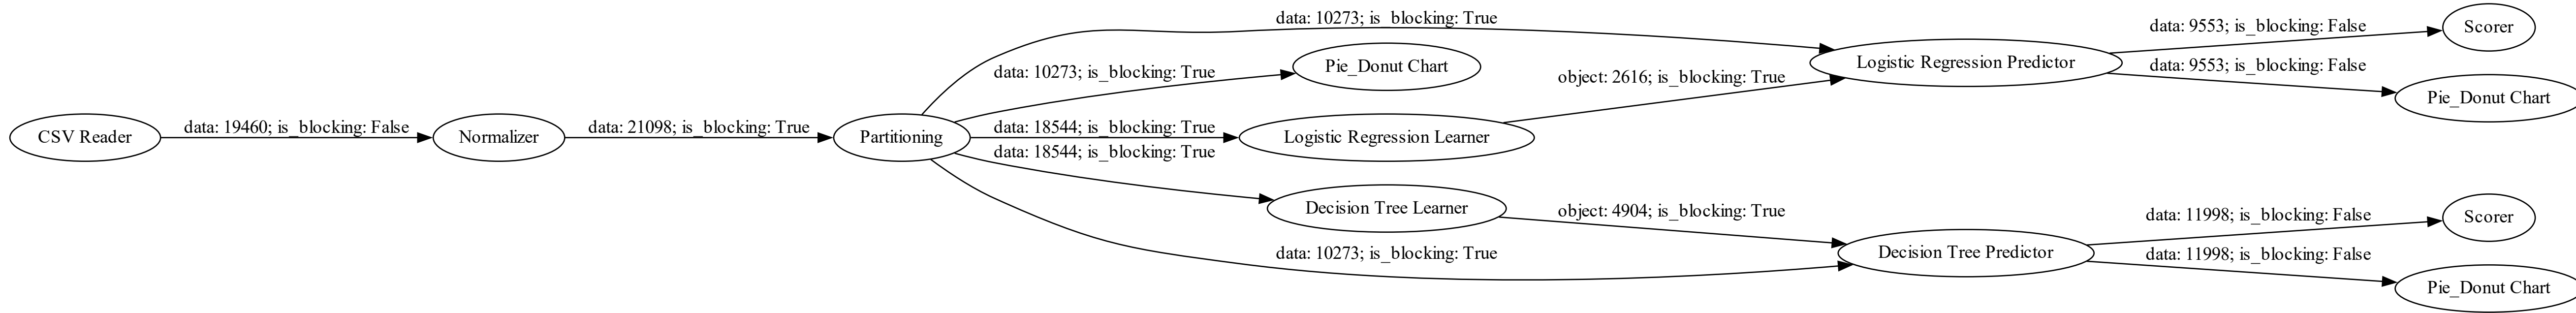 CSV Reader
data: 19460; is_blocking: False
Normalizer
data: 21098; is_blocking: True
Partitioning
data: 10273; is_blocking: True
data: 10273; is_blocking: True
Pie_Donut Chart
data: 18544; is_blocking: True
Logistic Regression Learner
data: 18544; is_blocking: True
Decision Tree Learner
data: 10273; is_blocking: True
object: 2616; is_blocking: True
Logistic Regression Predictor
object: 4904; is_blocking: True
Decision Tree Predictor
data: 9553; is_blocking: False
Scorer
data: 9553; is_blocking: False
Pie_Donut Chart
data: 11998; is_blocking: False
Scorer
data: 11998; is_blocking: False
Pie_Donut Chart